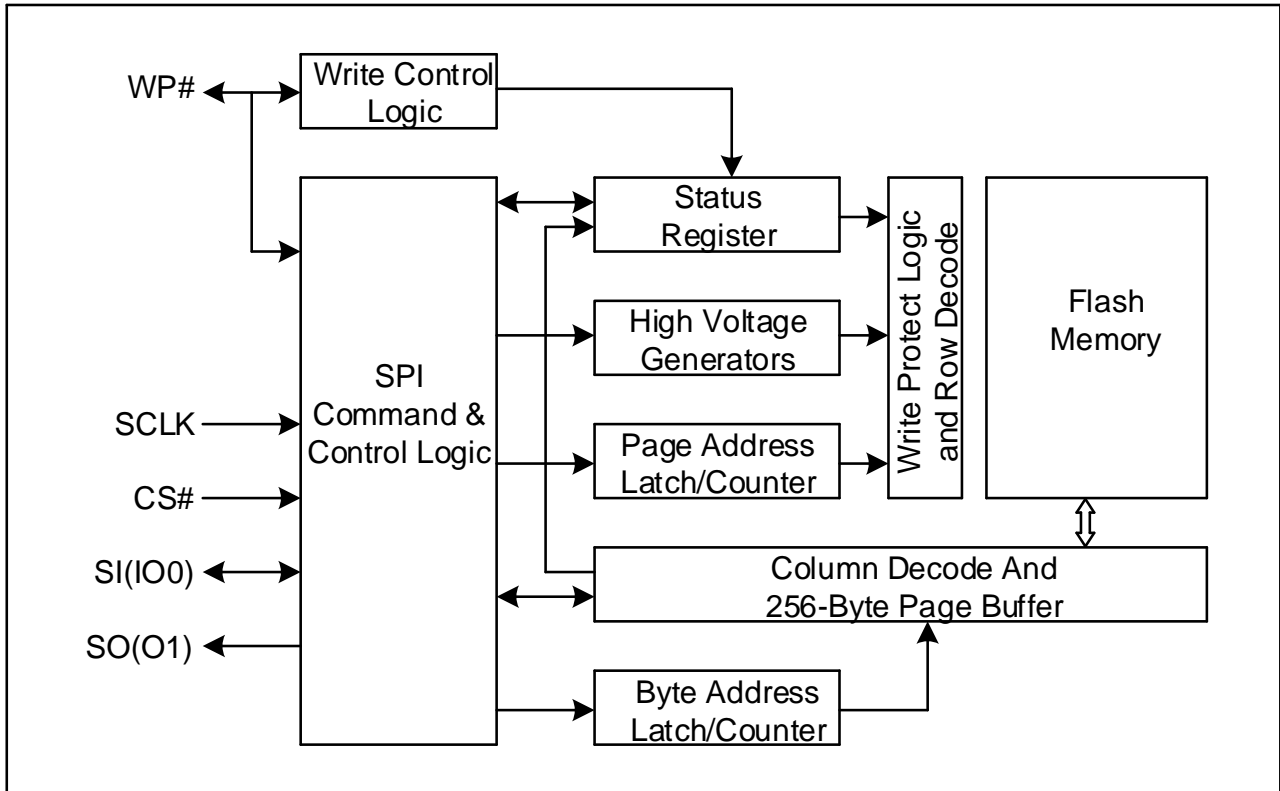 WP#
Write Control
Logic
Status
Register
High Voltage
Generators
Page Address
Latch/Counter
Write Protect Logic
and Row Decode
Flash
Memory
SPI
Command &
Control Logic
SCLK
CS#
SI(IO0)
SO(O1)
Column Decode And
256-Byte Page Buffer
Byte Address
Latch/Counter